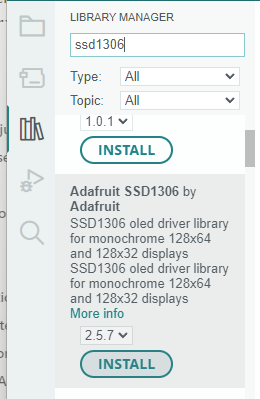 LIBRARY MANAGER
ssd1306
Type: All
Topic: All
1.0.1
INSTALL
Adafruit SSD1306 by
Adafruit
SSD1306 oled driver library
for monochrome 128x64
and 128x32 displays
SSD1306 oled driver library
for monochrome 128x64
and 128x32 displays
More info
2.5.7
INSTALL